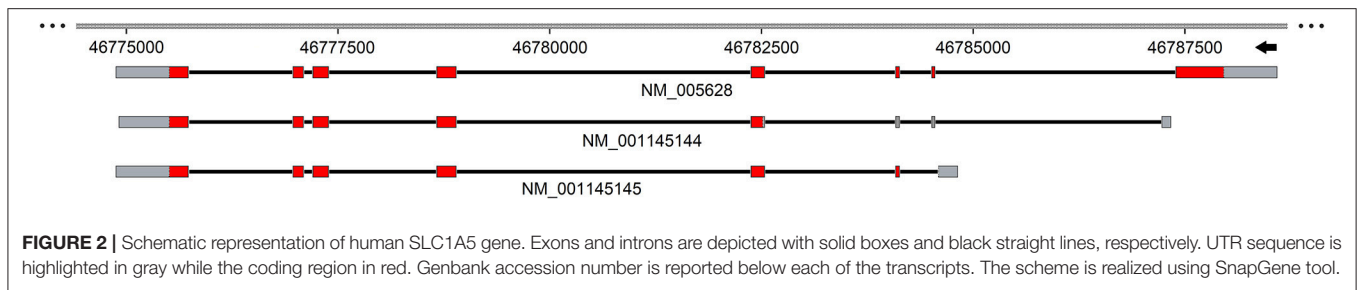 ••• •••
46775000 46777500 46780000 46782500 46785000 46787500
NM_005628
NM_001145144
NM_001145145
FIGURE 2 | Schematic representation of human SLC1A5 gene. Exons and introns are depicted with solid boxes and black straight lines, respectively. UTR sequence is
highlighted in gray while the coding region in red. Genbank accession number is reported below each of the transcripts. The scheme is realized using SnapGene tool.